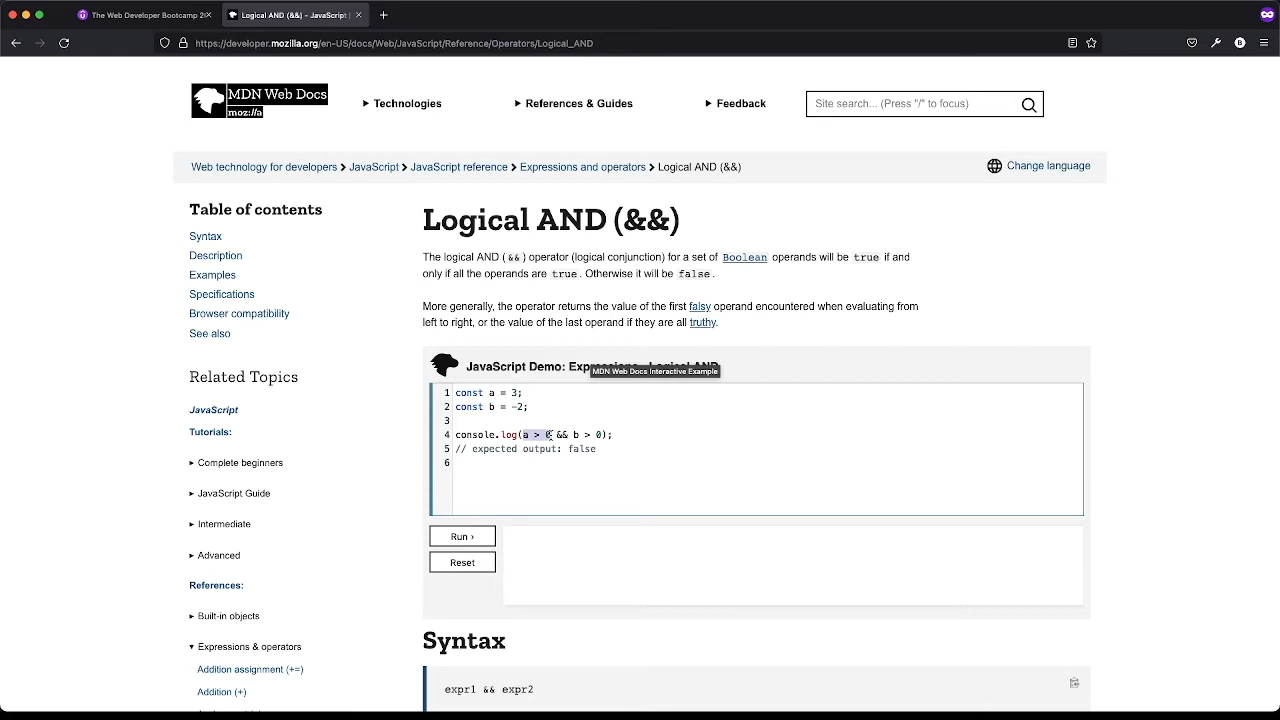 The Web Developer Bootcamp 20
Logical AND (&&) - JavaScript |
https://developer.mozilla.org/en-US/docs/Web/JavaScript/Reference/Operators/Logical_AND
MDN Web Docs
moz://a
Technologies
References & Guides
Feedback
Site search... (Press "/" to focus)
Web technology for developers
JavaScript
JavaScript reference
Expressions and operators
Logical AND (&&)
Change language
Table of contents
Syntax
Description
Examples
Specifications
Browser compatibility
See also
Related Topics
JavaScript
Tutorials:
Complete beginners
JavaScript Guide
Intermediate
Advanced
References:
Built-in objects
Expressions & operators
Addition assignment (+=)
Addition (+)
Logical AND (&&)
The logical AND (&&) operator (logical conjunction) for a set of Boolean operands will be true if and
only if all the operands are true. Otherwise it will be false.
More generally, the operator returns the value of the first falsy operand encountered when evaluating from
left to right, or the value of the last operand if they are all truthy.
JavaScript Demo: Expressions - Logical AND
MDN Web Docs Interactive Example
1 const a = 3;
2 const b = -2;
3
4 console.log(a > 0 && b > 0);
5 // expected output: false
6
Run ›
Reset
Syntax
expr1 && expr2